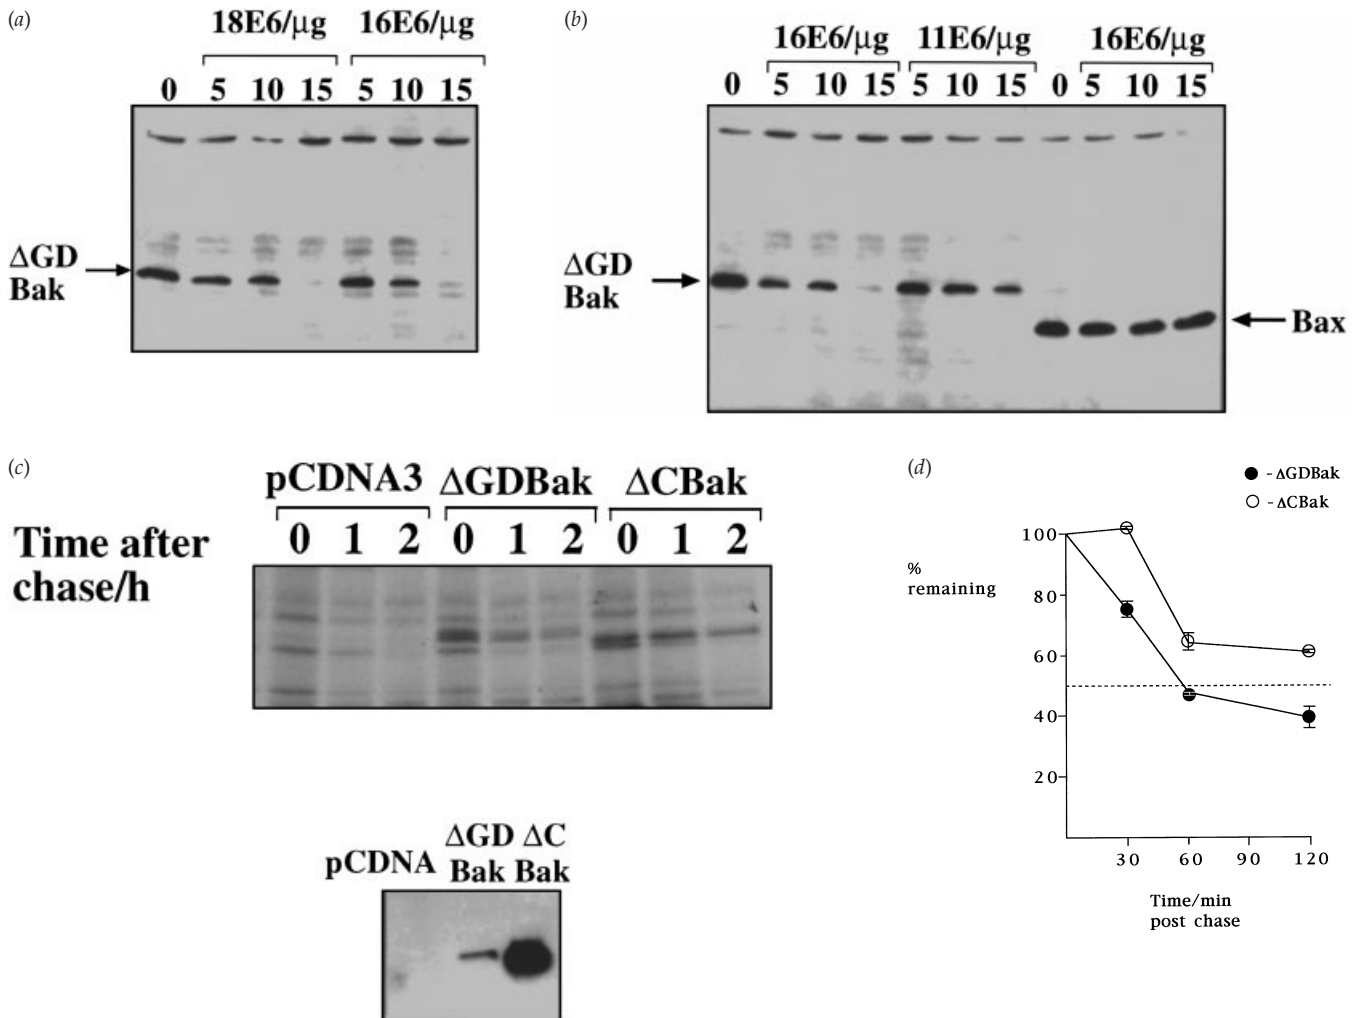 (a)
18E6/μg 16E6/μg
0 5 10 15 5 10 15
ΔGD
Bak
(b)
16E6/μg 11E6/μg 16E6/μg
0 5 10 15 5 10 15 0 5 10 15
ΔGD
Bak
Bax
(c)
pCDNA3 ΔGDBak ΔCBak
Time after
chase/h
0 1 2 0 1 2 0 1 2
pCDNA
ΔGD ΔC
Bak Bak
(d)
-ΔGDBak
-ΔCBak
%
remaining
100
80
60
40
20
30 60 90 120
Time/min
post chase